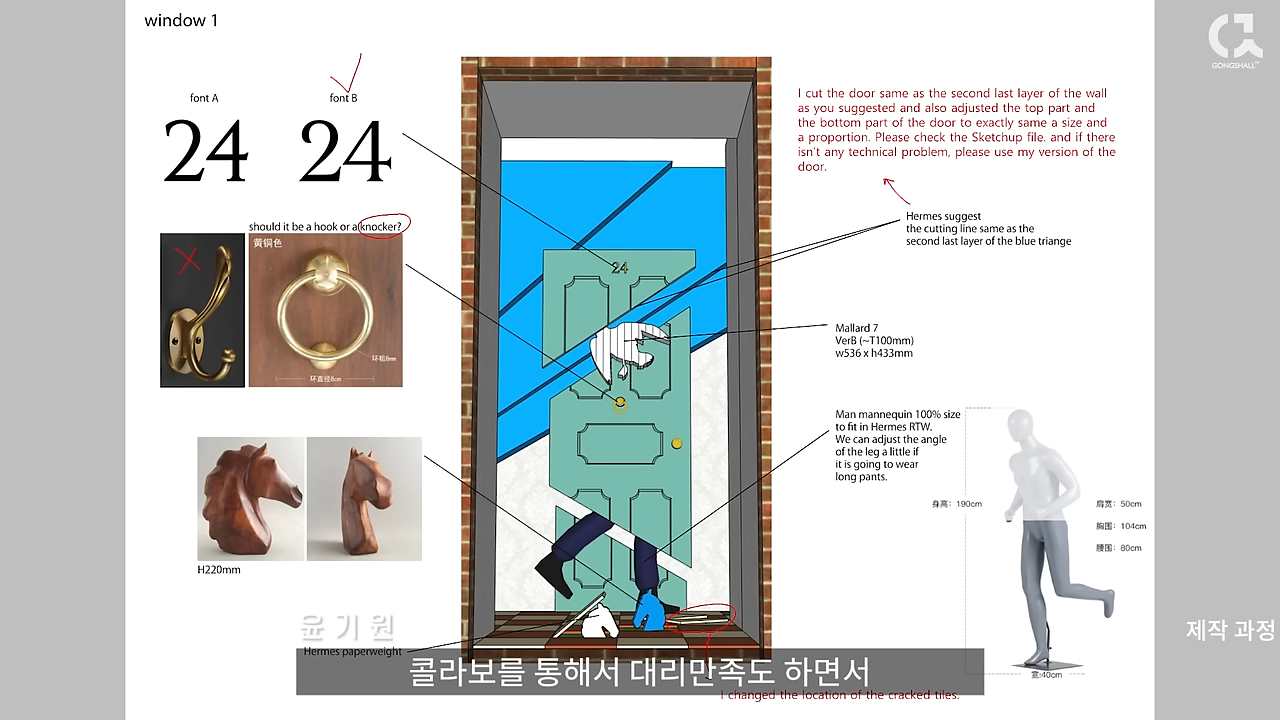 window 1
GONGSHALL
font A
font B
24
24
I cut the door same as the second last layer of the wall
as you suggested and also adjusted the top part and
the bottom part of the door to exactly same a size and
a proportion. Please check the Sketchup file. and if there
isn't any technical problem, please use my version of the
door.
should it be a hook or a knocker?
黄铜色
环粗8mm
环直径8cm
24
Hermes suggest
the cutting line same as the
second last layer of the blue triange
Mallard 7
VerB (~T100mm)
w536 x h433mm
Man mannequin 100% size
to fit in Hermes RTW.
We can adjust the angle
of the leg a little if
it is going to wear
long pants.
身高：190cm
肩宽：50cm
胸围：104cm
腰围：80cm
宽:40cm
H220mm
윤기원
제작 과정
Hermes paperweight
콜라보를 통해서 대리만족도 하면서
I changed the location of the cracked tiles.